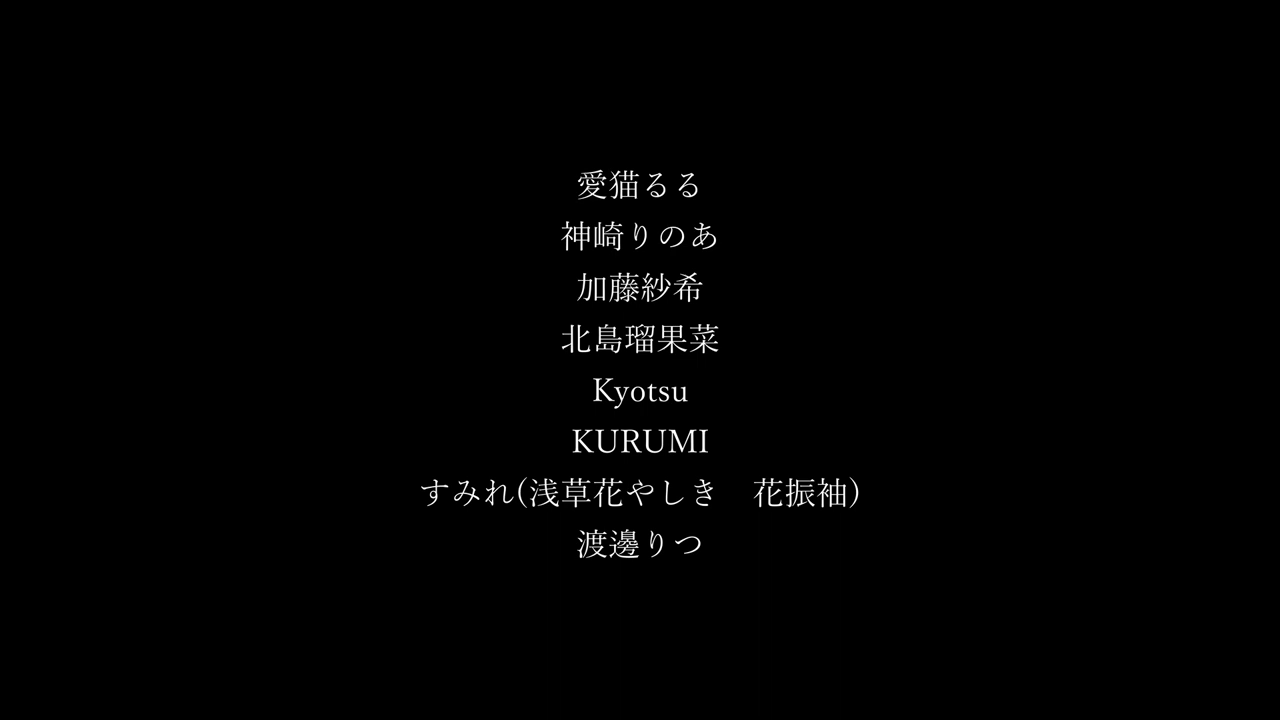 愛猫るる
神崎りのあ
加藤紗希
北島瑠果菜
Kyotsu
KURUMI
すみれ(浅草花やしき　花振袖)
渡邊りつ